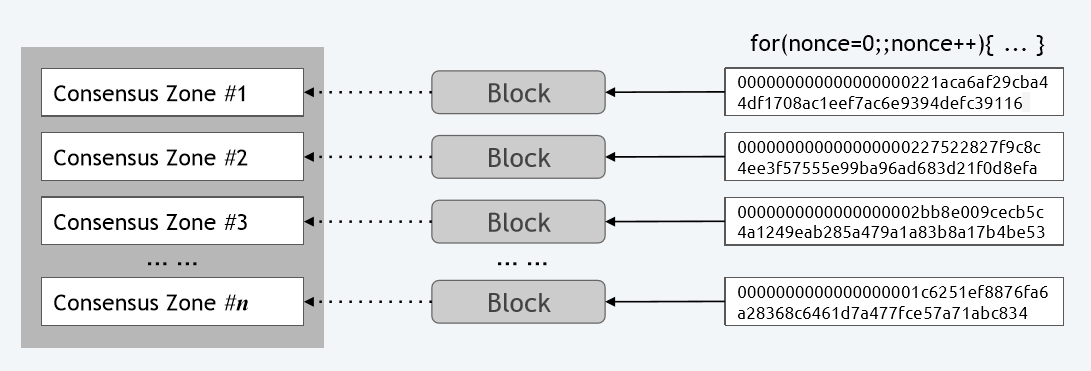 for(nonce=0;;nonce++){ ... }
Consensus Zone #1
Block
000000000000000000221aca6af29cba4
4df1708ac1eef7ac6e9394defc39116
Consensus Zone #2
Block
000000000000000000227522827f9c8c
4ee3f57555e99ba96ad683d21f0d8efa
Consensus Zone #3
Block
0000000000000000002bb8e009cecb5c
4a1249eab285a479a1a83b8a17b4be53
... ...
... ...
Consensus Zone #n
Block
0000000000000000001c6251ef8876fa6
a28368c6461d7a477fce57a71abc834